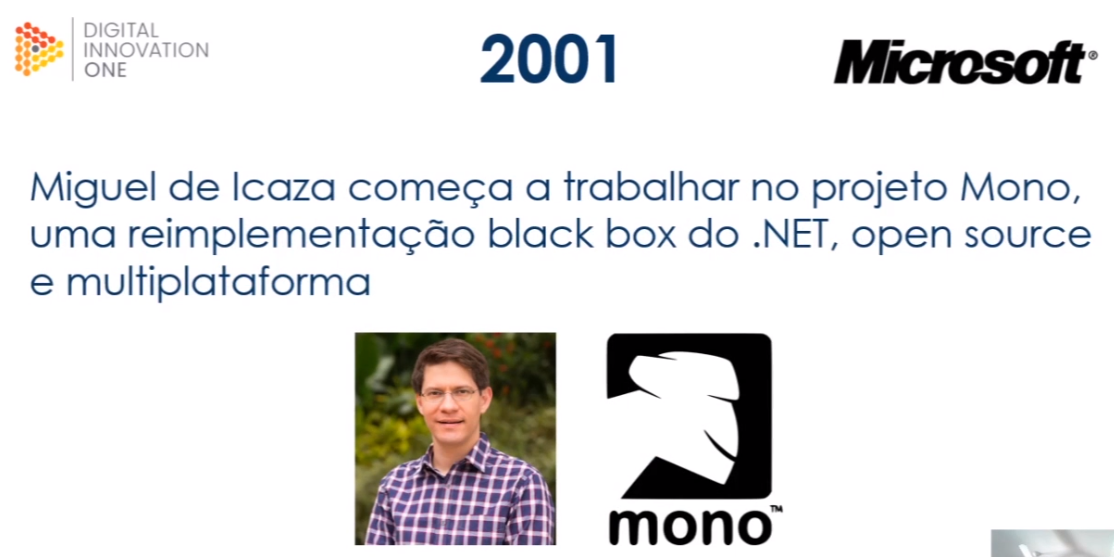 DIGITAL
INNOVATION
ONE
2001
Microsoft®
Miguel de Icaza começa a trabalhar no projeto Mono,
uma reimplementação black box do .NET, open source
e multiplataforma
mono™